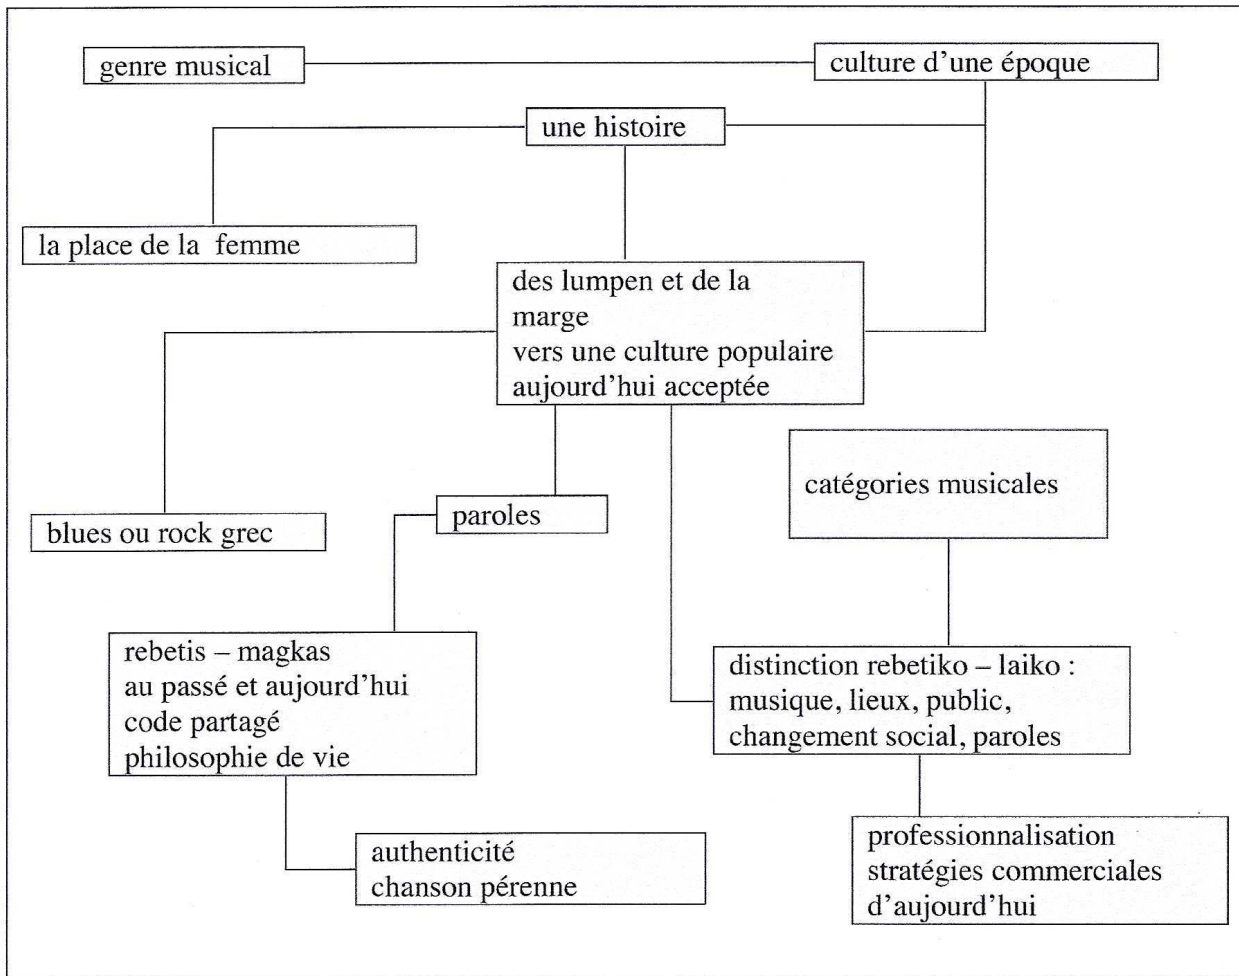 genre musical
culture d'une époque
une histoire
la place de la femme
des lumpen et de la
marge
vers une culture populaire
aujourd'hui acceptée
catégories musicales
paroles
blues ou rock grec
rebetis – magkas
au passé et aujourd'hui
code partagé
philosophie de vie
distinction rebetiko – laiko :
musique, lieux, public,
changement social, paroles
authenticité
chanson pérenne
professionnalisation
stratégies commerciales
d'aujourd'hui